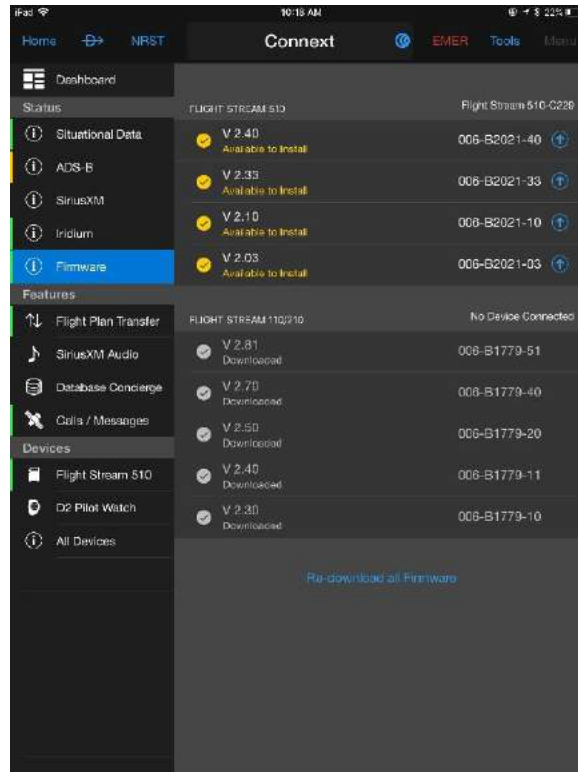 iPad
10:18 AM
22%
Home
NRST
Connext
EMER
Tools
Menu
Dashboard
Status
Situational Data
ADS-B
SiriusXM
Iridium
Firmware
Features
Flight Plan Transfer
SiriusXM Audio
Database Concierge
Calls / Messages
Devices
Flight Stream 510
D2 Pilot Watch
All Devices
FLIGHT STREAM 510
Flight Stream 510-C229
V 2.40
Available to Install
006-B2021-40
V 2.33
Available to Install
006-B2021-33
V 2.10
Available to Install
006-B2021-10
V 2.03
Available to Install
006-B2021-03
FLIGHT STREAM 110/210
No Device Connected
V 2.81
Downloaded
006-B1779-51
V 2.70
Downloaded
006-B1779-40
V 2.50
Downloaded
006-B1779-20
V 2.40
Downloaded
006-B1779-11
V 2.30
Downloaded
006-B1779-10
Re-download all Firmware